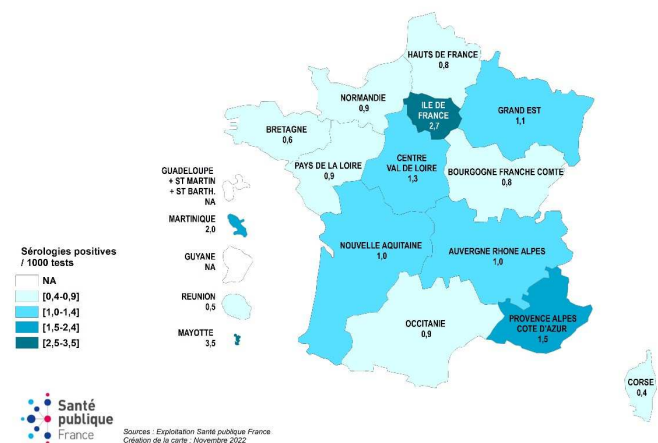 HAUTS DE FRANCE
0,8
NORMANDIE
0,9
ILE DE
FRANCE
2,7
GRAND EST
1,1
BRETAGNE
0,6
PAYS DE LA LOIRE
0,9
CENTRE
VAL DE LOIRE
1,3
BOURGOGNE FRANCHE COMTE
0,8
GUADELOUPE
+ ST MARTIN
+ ST BARTH.
NA
MARTINIQUE
2,0
GUYANE
NA
REUNION
0,5
MAYOTTE
3,5
NOUVELLE AQUITAINE
1,0
AUVERGNE RHONE ALPES
1,0
OCCITANIE
0,9
PROVENCE ALPES
COTE D'AZUR
1,5
CORSE
0,4
Sérologies positives
/ 1000 tests
NA
[0,4-0,9]
[1,0-1,4]
[1,5-2,4]
[2,5-3,5]
Santé
publique
France
Sources : Exploitation Santé publique France
Création de la carte : Novembre 2022